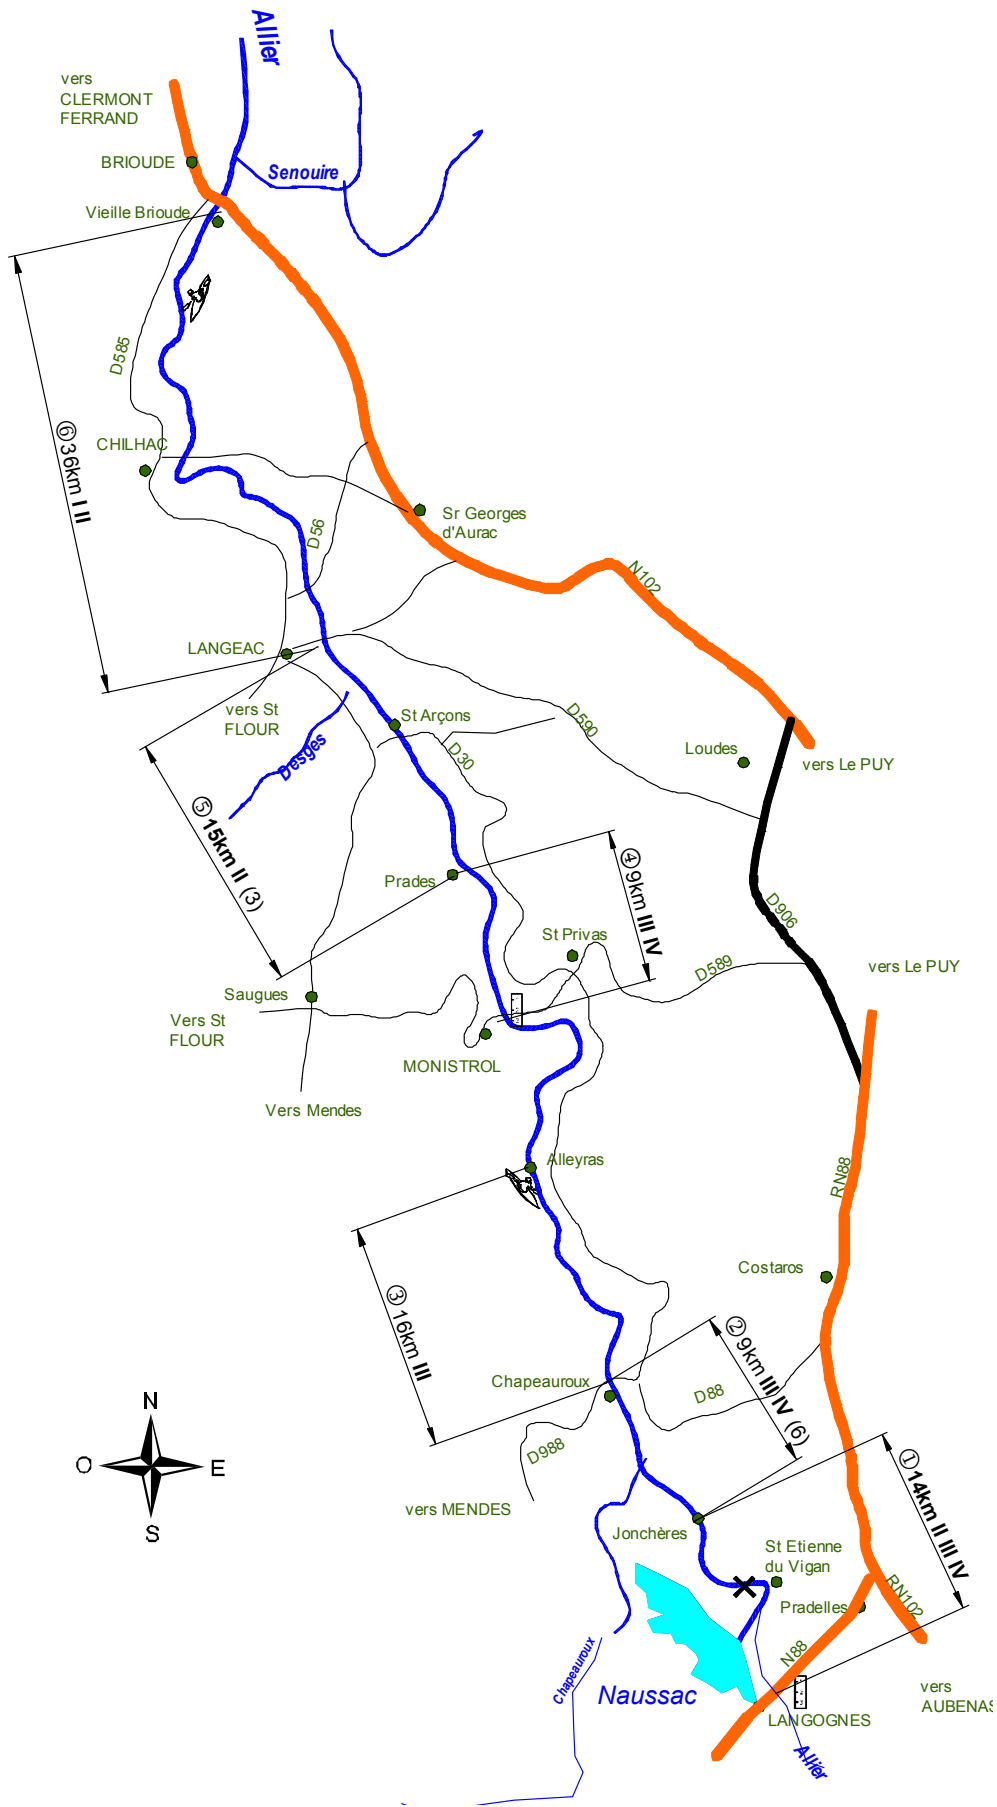 Allier
vers
CLERMONT
FERRAND
BRIOUDE
Senouire
Vieille Brioude
D585
CHILHAC
⑥36km I II
Sr Georges
d'Aurac
D56
N102
LANGEAC
vers St
FLOUR
St Arçons
D590
Desges
D30
Loudes
vers Le PUY
⑤15km II (3)
④9km III IV
Prades
D906
St Privas
D589
vers Le PUY
Saugues
Vers St
FLOUR
MONISTROL
Vers Mendes
Alleyras
RN88
Costaros
③16km III
②9km III IV (6)
Chapeauroux
D88
N
O
E
S
D988
vers MENDES
①14km II III IV
Jonchères
St Etienne
du Vigan
Pradelles
RN102
N88
Chapeauroux
Naussac
vers
AUBENAS
LANGOGNES
Allier